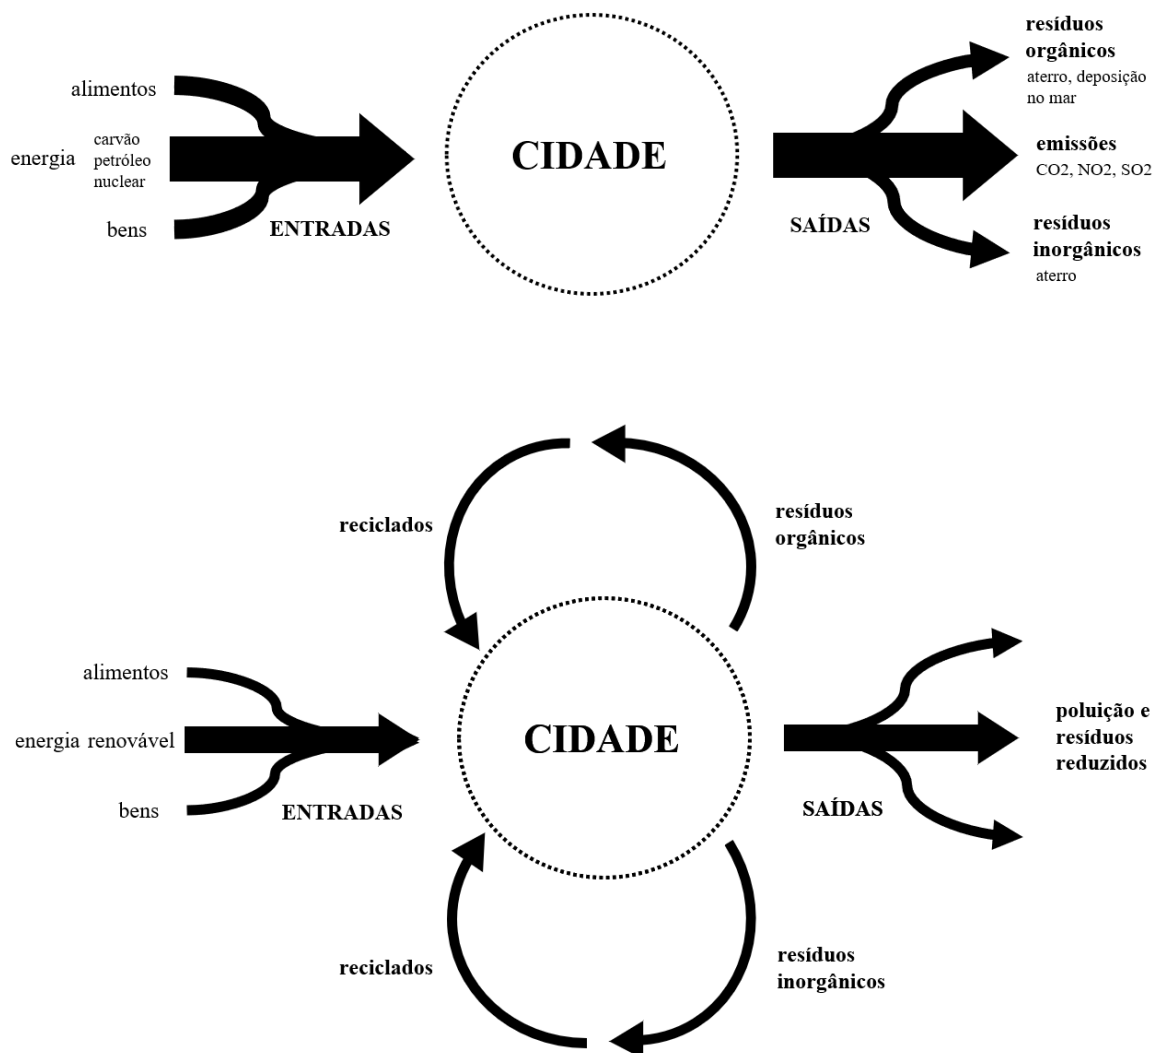 resíduos
orgânicos
aterro, deposição
no mar
alimentos
carvão
energia petróleo
nuclear
CIDADE
emissões
CO2, NO2, SO2
bens
ENTRADAS
SAÍDAS
resíduos
inorgânicos
aterro
reciclados
resíduos
orgânicos
alimentos
energia renovável
bens
ENTRADAS
CIDADE
SAÍDAS
poluição e
resíduos
reduzidos
reciclados
resíduos
inorgânicos